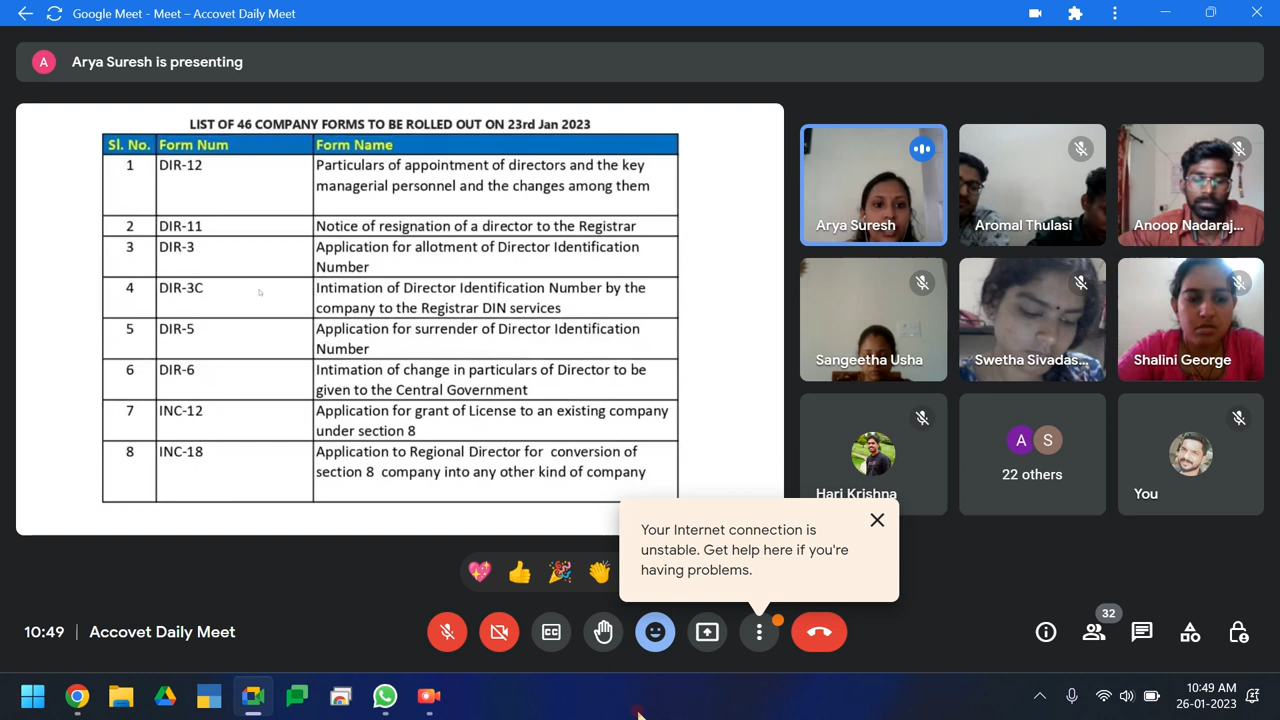 Google Meet - Meet – Accovet Daily Meet
A Arya Suresh is presenting
LIST OF 46 COMPANY FORMS TO BE ROLLED OUT ON 23rd Jan 2023
Sl. No. Form Num Form Name
1 DIR-12 Particulars of appointment of directors and the key
managerial personnel and the changes among them
2 DIR-11 Notice of resignation of a director to the Registrar
3 DIR-3 Application for allotment of Director Identification
Number
4 DIR-3C Intimation of Director Identification Number by the
company to the Registrar DIN services
5 DIR-5 Application for surrender of Director Identification
Number
6 DIR-6 Intimation of change in particulars of Director to be
given to the Central Government
7 INC-12 Application for grant of License to an existing company
under section 8
8 INC-18 Application to Regional Director for conversion of
section 8 company into any other kind of company
Arya Suresh
Aromal Thulasi
Anoop Nadaraj...
Sangeetha Usha
Swetha Sivadas...
Shalini George
Hari Krishna
A S
22 others
You
Your Internet connection is
unstable. Get help here if you're
having problems.
10:49 Accovet Daily Meet
32
10:49 AM
26-01-2023